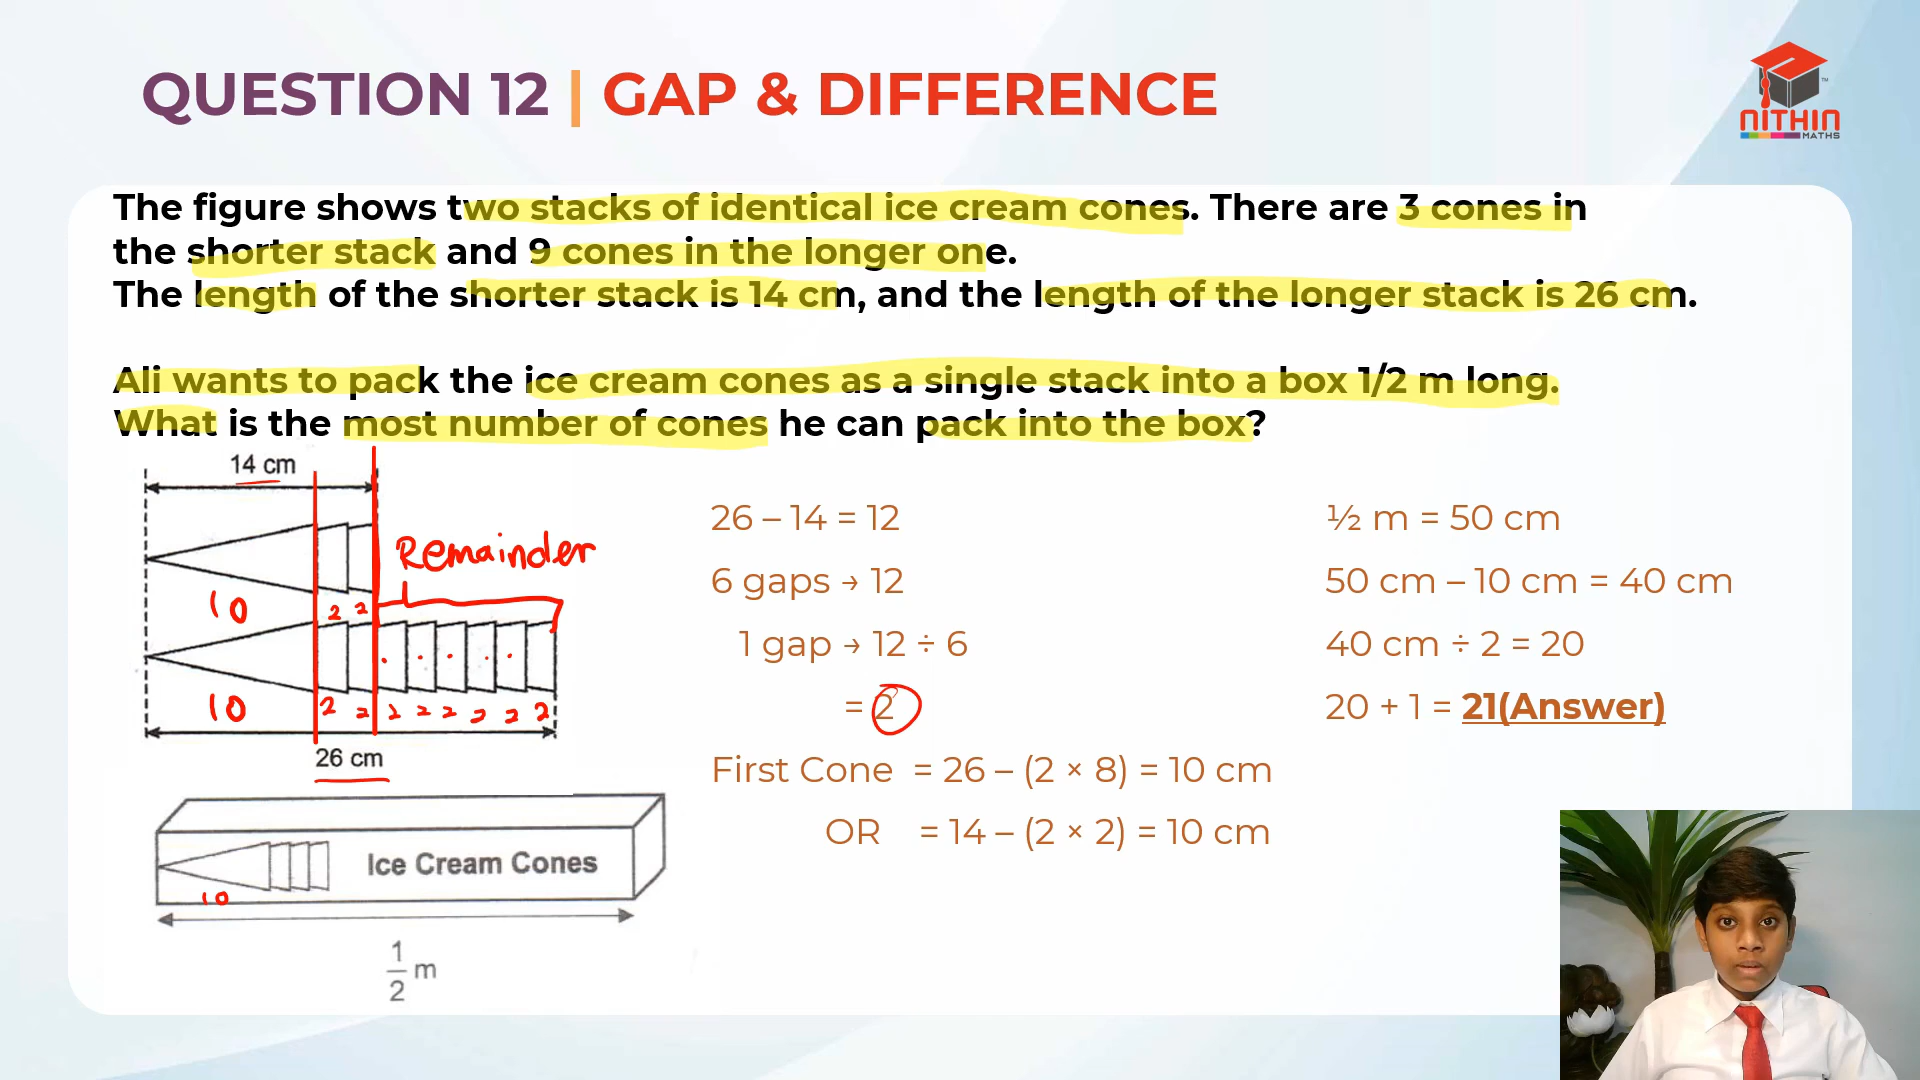 QUESTION 12 | GAP & DIFFERENCE
NITHIN
MATHS
TM
The figure shows two stacks of identical ice cream cones. There are 3 cones in
the shorter stack and 9 cones in the longer one.
The length of the shorter stack is 14 cm, and the length of the longer stack is 26 cm.
Ali wants to pack the ice cream cones as a single stack into a box 1/2 m long.
What is the most number of cones he can pack into the box?
14 cm
Remainder
10 2 2
10 2 2 2 2 2 2 2 2
26 cm
Ice Cream Cones
10
1/2 m
26 – 14 = 12
6 gaps → 12
1 gap → 12 ÷ 6
= 2
First Cone = 26 – (2 × 8) = 10 cm
OR = 14 – (2 × 2) = 10 cm
½ m = 50 cm
50 cm – 10 cm = 40 cm
40 cm ÷ 2 = 20
20 + 1 = 21(Answer)